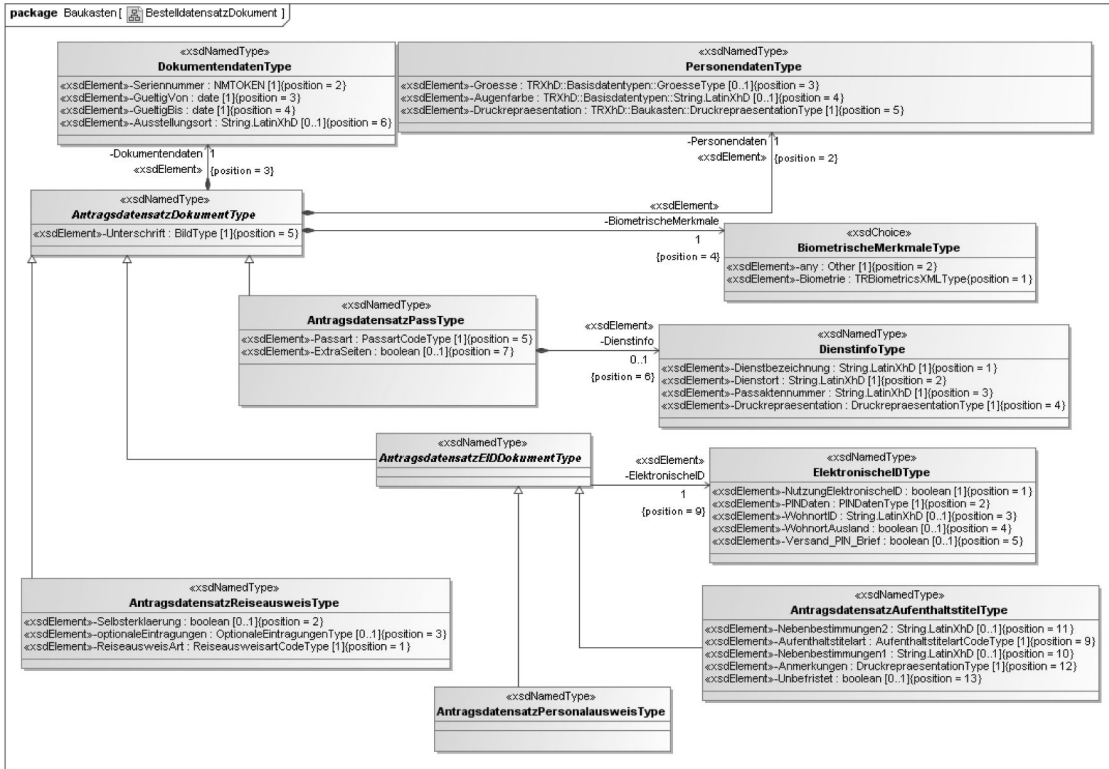 package Baukasten [ BestelldatensatzDokument ]
«xsdNamedType»
DokumentendatenType
«xsdElement»-Seriennummer : NMTOKEN [1]{position = 2}
«xsdElement»-GueltigVon : date [1]{position = 3}
«xsdElement»-GueltigBis : date [1]{position = 4}
«xsdElement»-Ausstellungsort : String.LatinXhD [0..1]{position = 6}
«xsdNamedType»
PersonendatenType
«xsdElement»-Groesse : TRXhD::Basisdatentypen::GroesseType [0..1]{position = 3}
«xsdElement»-Augenfarbe : TRXhD::Basisdatentypen::String.LatinXhD [0..1]{position = 4}
«xsdElement»-Druckrepraesentation : TRXhD::Baukasten::DruckrepraesentationType [1]{position = 5}
-Dokumentendaten 1
«xsdElement» {position = 3}
-Personendaten 1
«xsdElement» {position = 2}
«xsdNamedType»
AntragsdatensatzDokumentType
«xsdElement»-Unterschrift : BildType [1]{position = 5}
«xsdElement»
-BiometrischeMerkmale
1
{position = 4}
«xsdChoice»
BiometrischeMerkmaleType
«xsdElement»-any : Other [1]{position = 2}
«xsdElement»-Biometrie : TRBiometricsXMLType{position = 1}
«xsdNamedType»
AntragsdatensatzPassType
«xsdElement»-Passart : PassartCodeType [1]{position = 5}
«xsdElement»-ExtraSeiten : boolean [0..1]{position = 7}
«xsdElement»
-Dienstinfo
0..1
{position = 6}
«xsdNamedType»
DienstinfoType
«xsdElement»-Dienstbezeichnung : String.LatinXhD [1]{position = 1}
«xsdElement»-Dienstort : String.LatinXhD [1]{position = 2}
«xsdElement»-Passaktennummer : String.LatinXhD [1]{position = 3}
«xsdElement»-Druckrepraesentation : DruckrepraesentationType [1]{position = 4}
«xsdNamedType»
AntragsdatensatzEIDDokumentType
«xsdElement»
-ElektronischeID
1
{position = 9}
«xsdNamedType»
ElektronischeIDType
«xsdElement»-NutzungElektronischeID : boolean [1]{position = 1}
«xsdElement»-PINDaten : PINDatenType [1]{position = 2}
«xsdElement»-WohnortID : String.LatinXhD [0..1]{position = 3}
«xsdElement»-WohnortAusland : boolean [0..1]{position = 4}
«xsdElement»-Versand_PIN_Brief : boolean [0..1]{position = 5}
«xsdNamedType»
AntragsdatensatzReiseausweisType
«xsdElement»-Selbsterklaerung : boolean [0..1]{position = 2}
«xsdElement»-optionaleEintragungen : OptionaleEintragungenType [0..1]{position = 3}
«xsdElement»-ReiseausweisArt : ReiseausweisartCodeType [1]{position = 1}
«xsdNamedType»
AntragsdatensatzAufenthaltstitelType
«xsdElement»-Nebenbestimmungen2 : String.LatinXhD [0..1]{position = 11}
«xsdElement»-Aufenthaltstitelart : AufenthaltstitelartCodeType [1]{position = 9}
«xsdElement»-Nebenbestimmungen1 : String.LatinXhD [0..1]{position = 10}
«xsdElement»-Anmerkungen : DruckrepraesentationType [1]{position = 12}
«xsdElement»-Unbefristet : boolean [0..1]{position = 13}
«xsdNamedType»
AntragsdatensatzPersonalausweisType